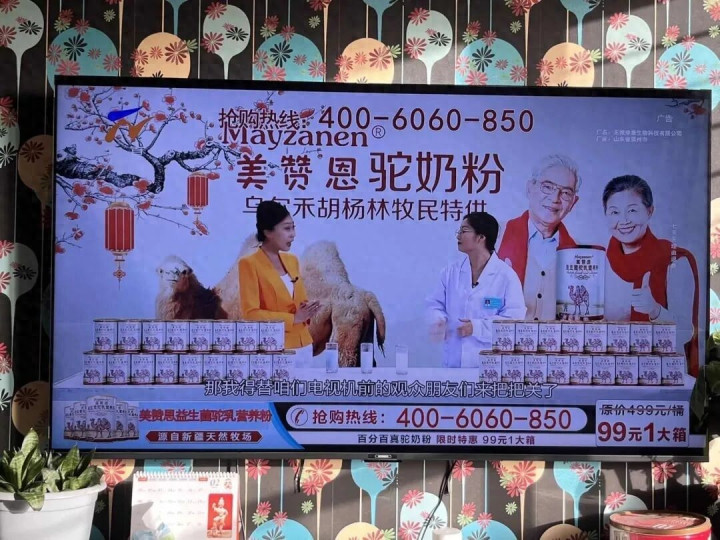 抢购热线:400-6060-850
广告
Mayzanen®
美赞恩驼奶粉
乌尔禾胡杨林牧民特供
那我得替咱们电视机前的观众朋友们来把把关了
美赞恩益生菌驼乳营养粉
源自新疆天然牧场
抢购热线:400-6060-850
百分百真驼奶粉 限时特惠 99元1大箱
原价499元/桶
99元1大箱